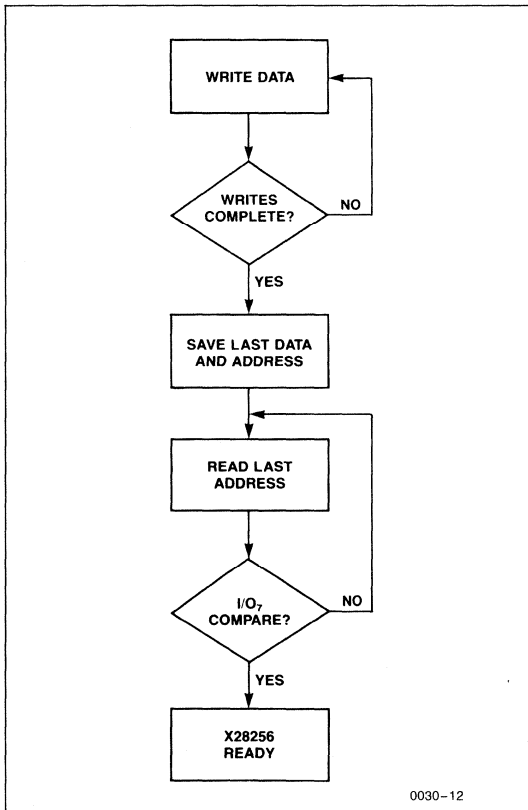 WRITE DATA
WRITES
COMPLETE?
NO
YES
SAVE LAST DATA
AND ADDRESS
READ LAST
ADDRESS
I/O₇
COMPARE?
NO
YES
X28256
READY
0030-12